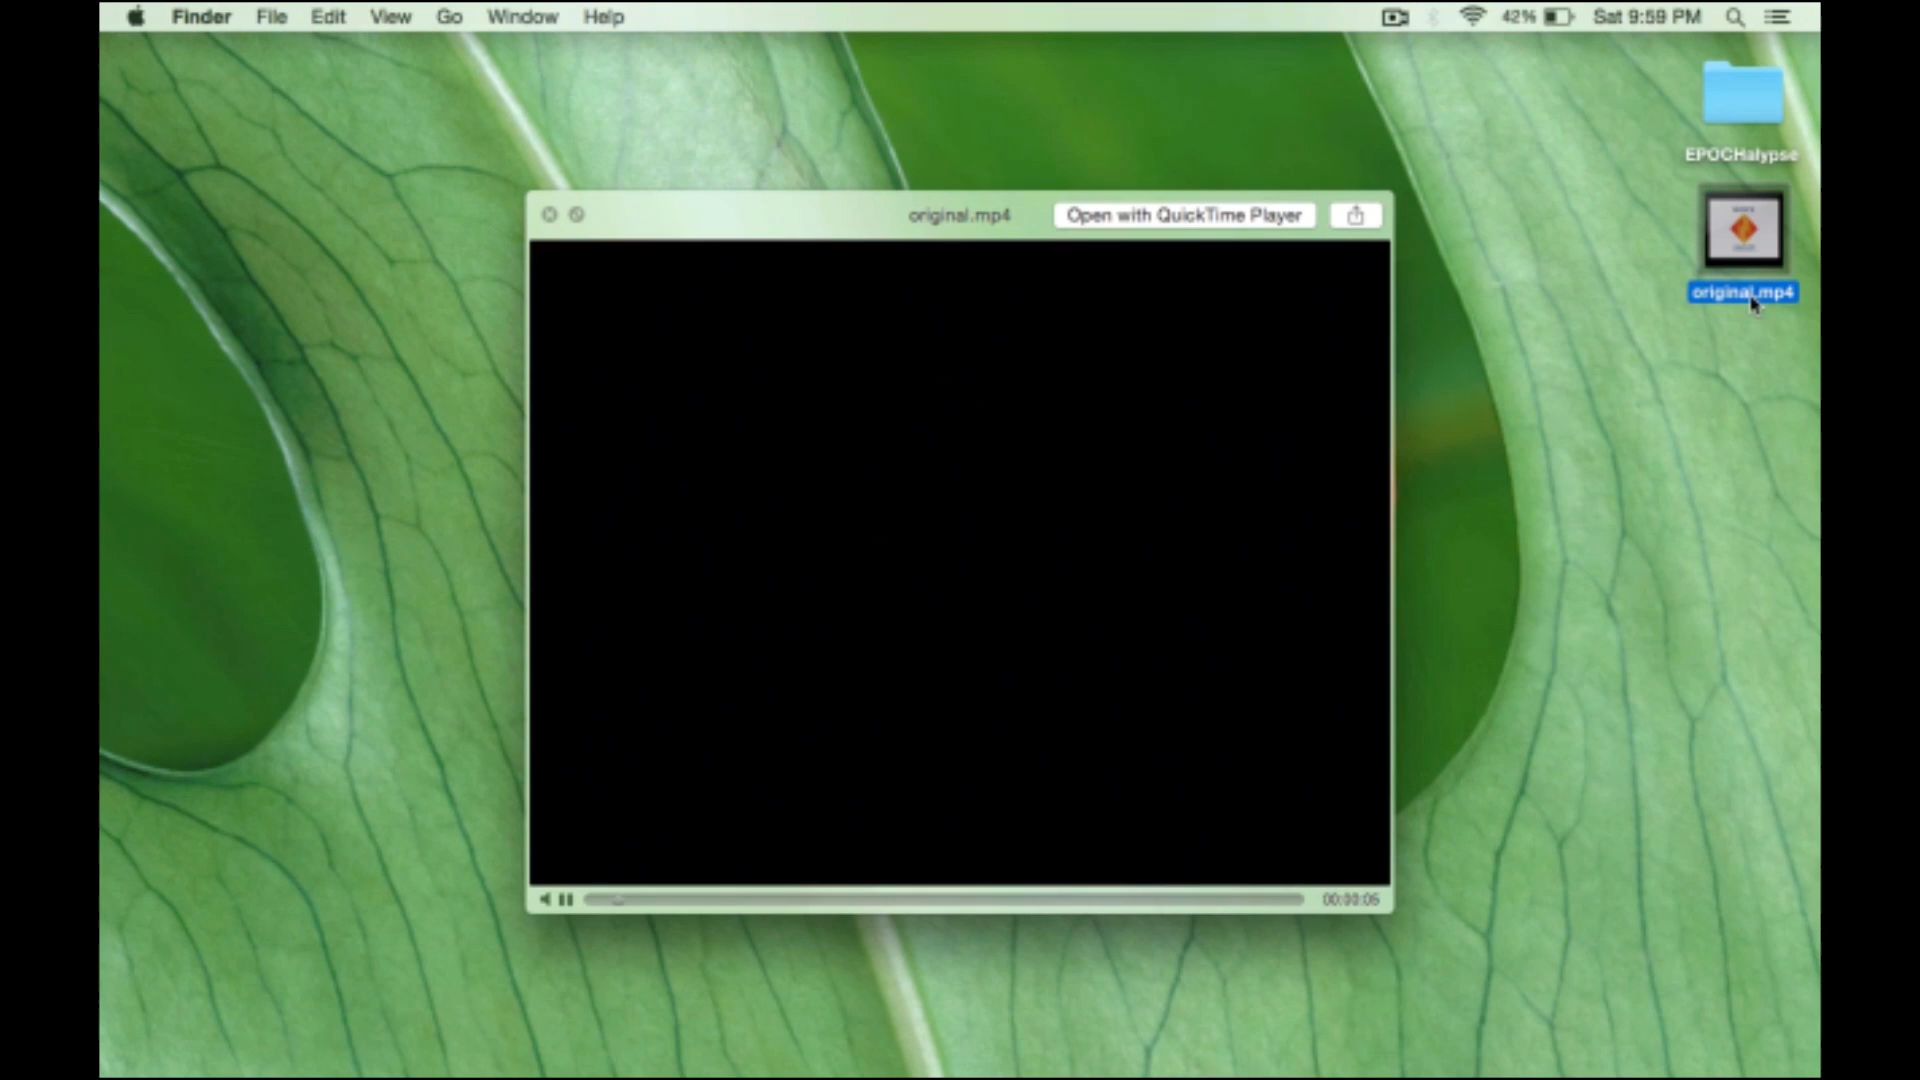 Finder File Edit View Go Window Help 42% Sat 9:59 PM
EPOCHalypse
original.mp4 Open with QuickTime Player
original.mp4
00:00:06